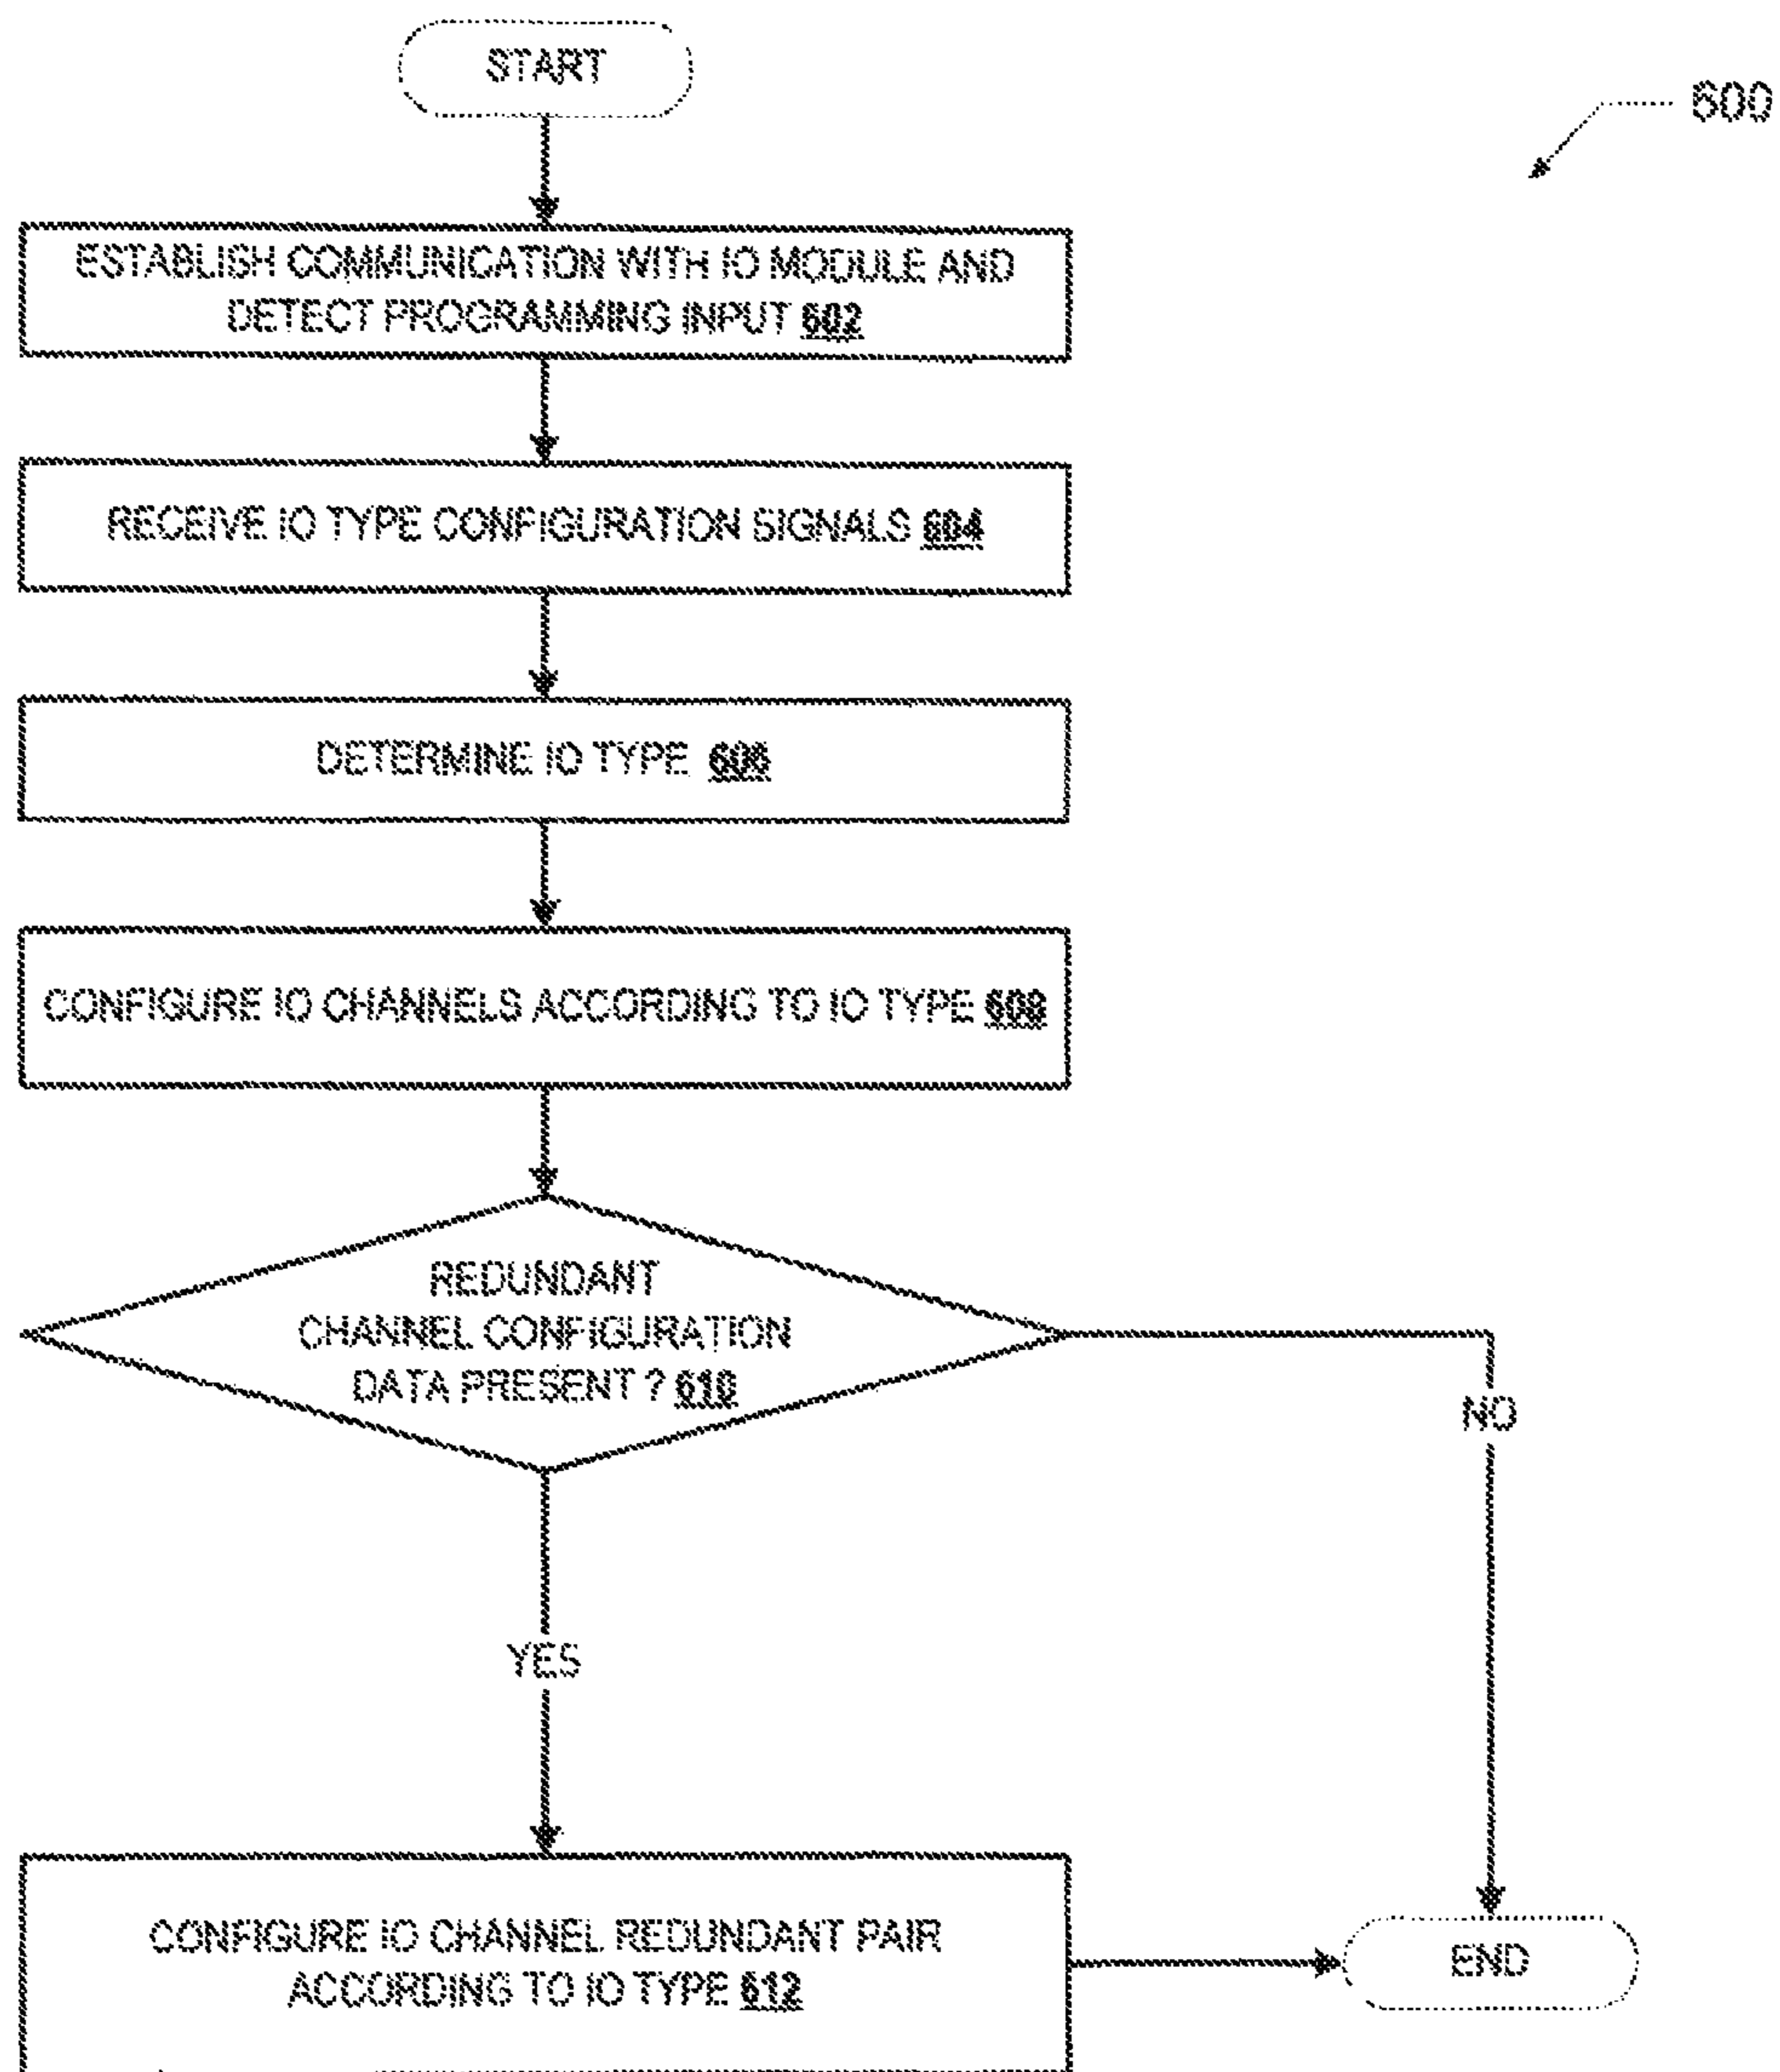 START
600
ESTABLISH COMMUNICATION WITH IO MODULE AND
DETECT PROGRAMMING INPUT 602
RECEIVE IO TYPE CONFIGURATION SIGNALS 604
DETERMINE IO TYPE 606
CONFIGURE IO CHANNELS ACCORDING TO IO TYPE 608
REDUNDANT
CHANNEL CONFIGURATION
DATA PRESENT ? 610
NO
YES
CONFIGURE IO CHANNEL REDUNDANT PAIR
ACCORDING TO IO TYPE 612
END